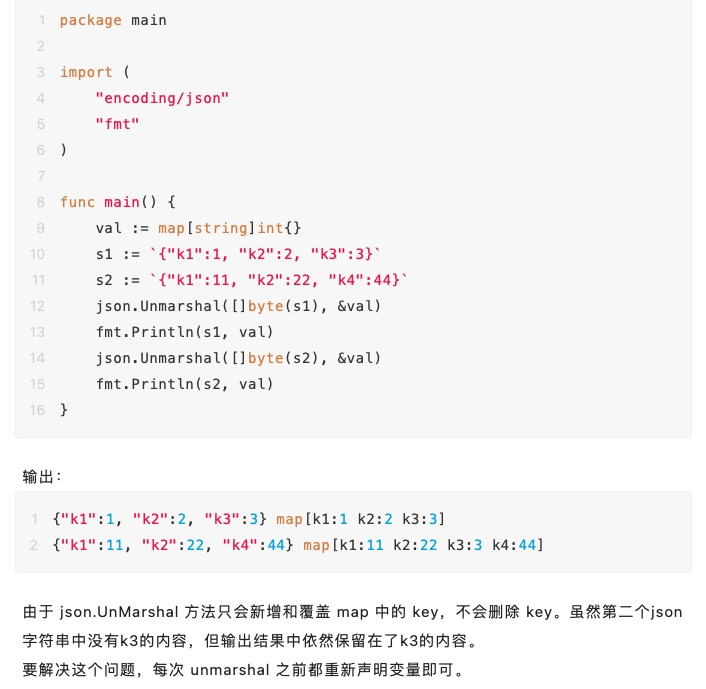 1 package main
2
3 import (
4     "encoding/json"
5     "fmt"
6 )
7
8 func main() {
9     val := map[string]int{}
10     s1 := `{"k1":1, "k2":2, "k3":3}`
11     s2 := `{"k1":11, "k2":22, "k4":44}`
12     json.Unmarshal([]byte(s1), &val)
13     fmt.Println(s1, val)
14     json.Unmarshal([]byte(s2), &val)
15     fmt.Println(s2, val)
16 }
输出：
1 {"k1":1, "k2":2, "k3":3} map[k1:1 k2:2 k3:3]
2 {"k1":11, "k2":22, "k4":44} map[k1:11 k2:22 k3:3 k4:44]
由于 json.UnMarshal 方法只会新增和覆盖 map 中的 key，不会删除 key。虽然第二个json
字符串中没有k3的内容，但输出结果中依然保留在了k3的内容。
要解决这个问题，每次 unmarshal 之前都重新声明变量即可。